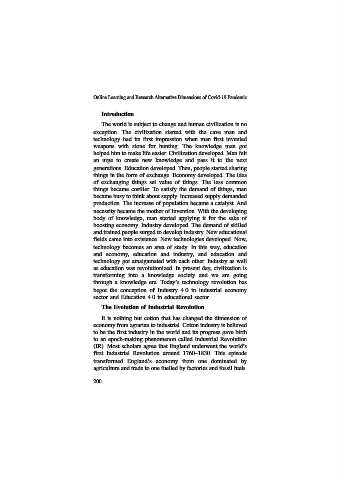 Online Learning and Research Alternative Dimensions of Covid-19 Pandemic
Introduction
The world is subject to change and human civilization is no
exception. The civilization started with the cave man and
technology had its first impression when man first invented
weapons with stone for hunting. The knowledge man got
helped him to make life easier. Civilization developed. Man felt
an urge to create new knowledge and pass it to the next
generations. Education developed. Then, people started sharing
things in the form of exchange. Economy developed. The idea
of exchanging things set value of things. The less common
things became costlier. To satisfy the demand of things, man
became busy to think about supply. Increased supply demanded
production. The increase of population became a catalyst. And
necessity became the mother of invention. With the developing
body of knowledge, man started applying it for the sake of
boosting economy. Industry developed. The demand of skilled
and trained people surged to develop industry. New educational
fields came into existence. New technologies developed. Now,
technology becomes an area of study. In this way, education
and economy, education and industry, and education and
technology got amalgamated with each other. Industry as well
as education was revolutionized. In present day, civilization is
transforming into a knowledge society and we are going
through a knowledge era. Today's technology revolution has
begot the conception of Industry 4.0 in industrial economy
sector and Education 4.0 in educational sector.
The Evolution of Industrial Revolution
It is nothing but cotton that has changed the dimension of
economy from agrarian to industrial. Cotton industry is believed
to be the first industry in the world and its progress gave birth
to an epoch-making phenomenon called Industrial Revolution
(IR). Most scholars agree that England underwent the world's
first Industrial Revolution around 1760-1830. This episode
transformed England's economy from one dominated by
agriculture and trade to one fuelled by factories and fossil fuels.
200